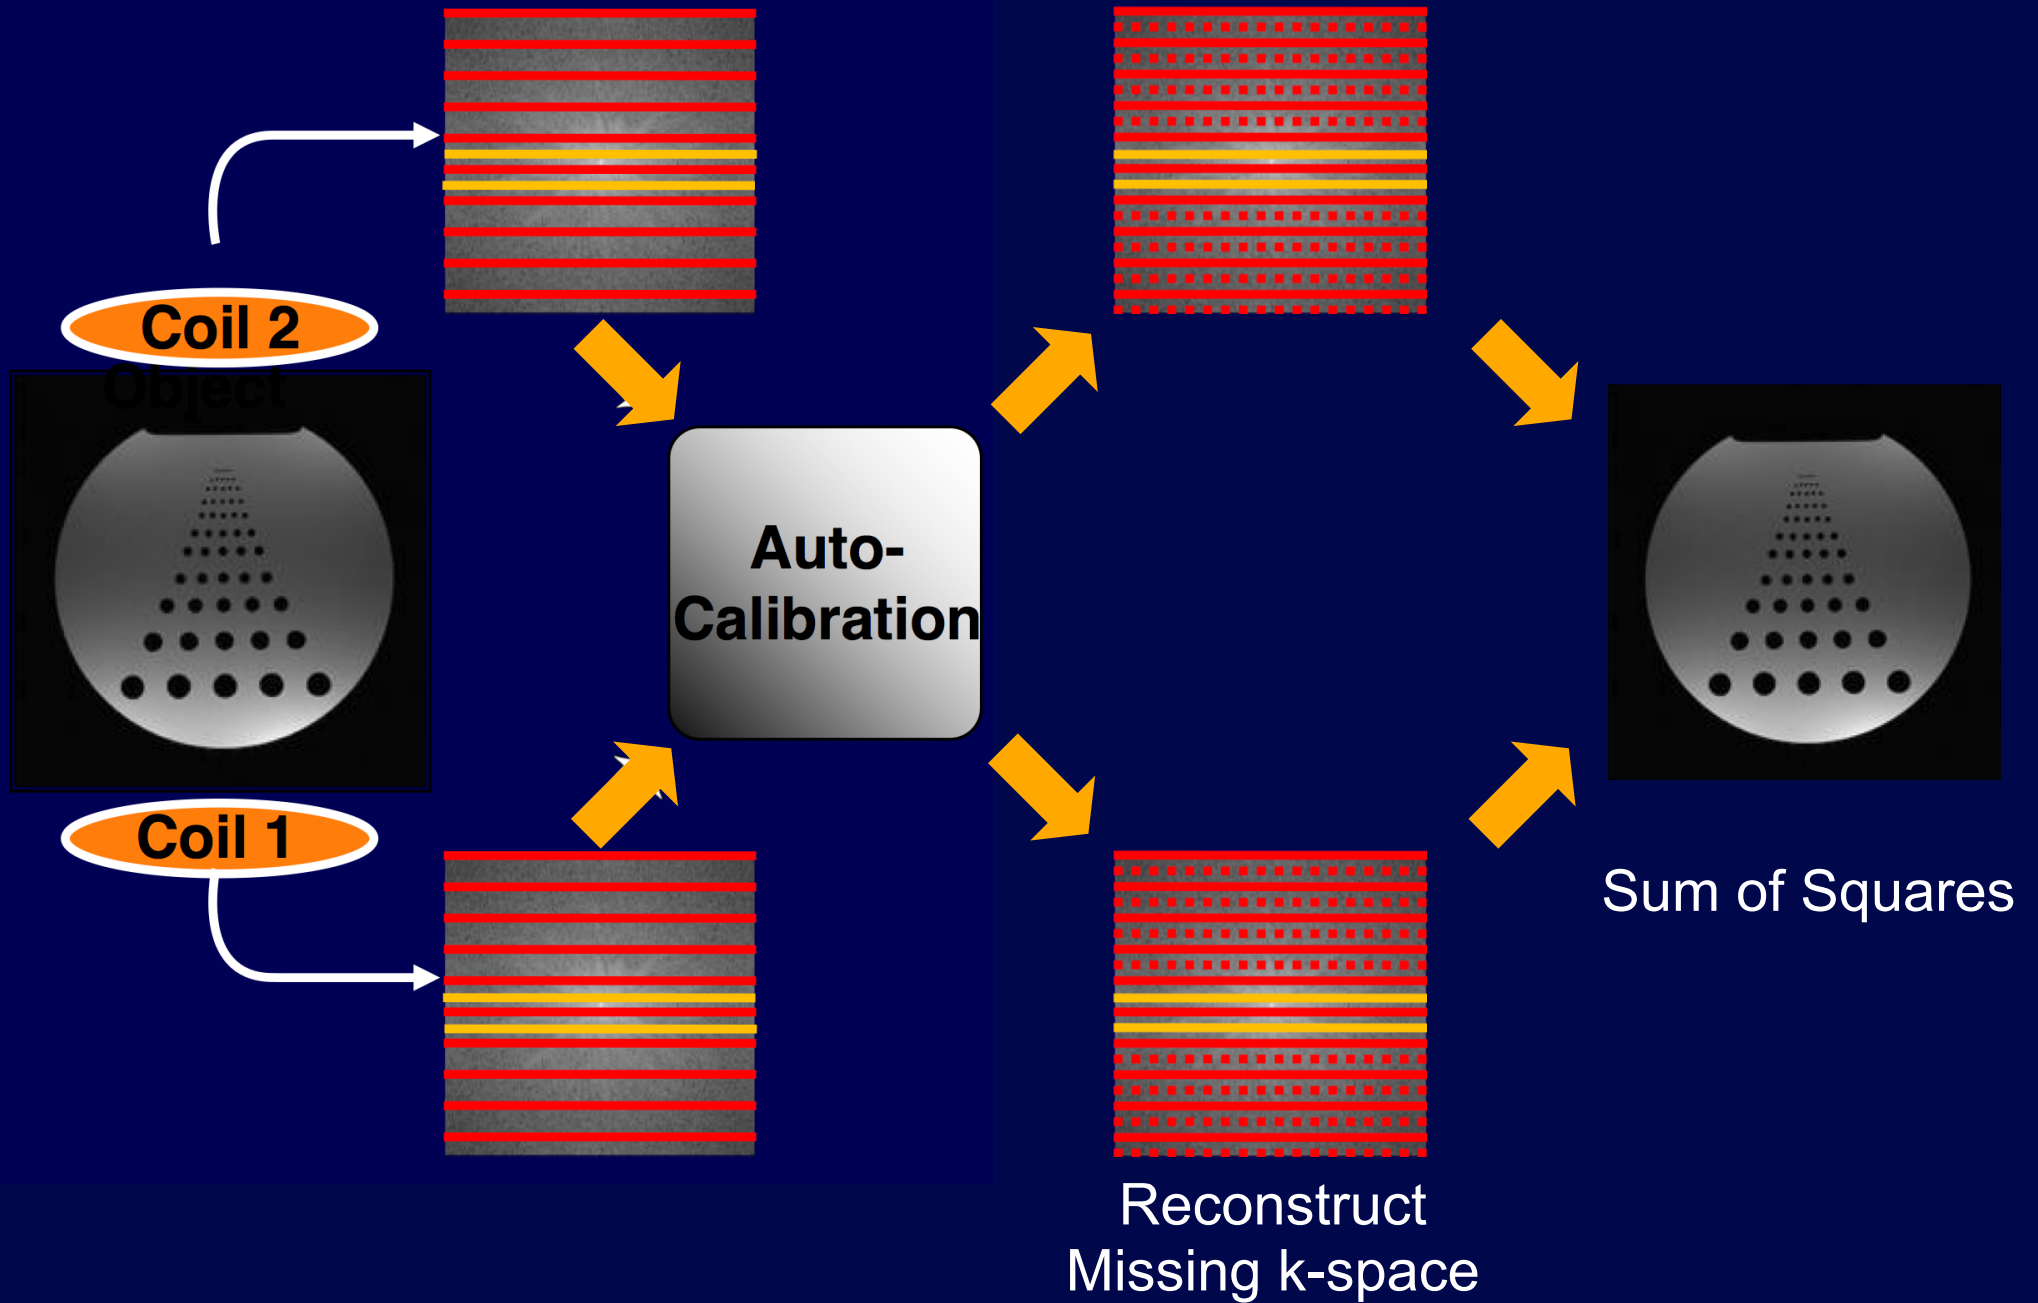 Coil 2
Object
Auto-
Calibration
Coil 1
Sum of Squares
Reconstruct
Missing k-space